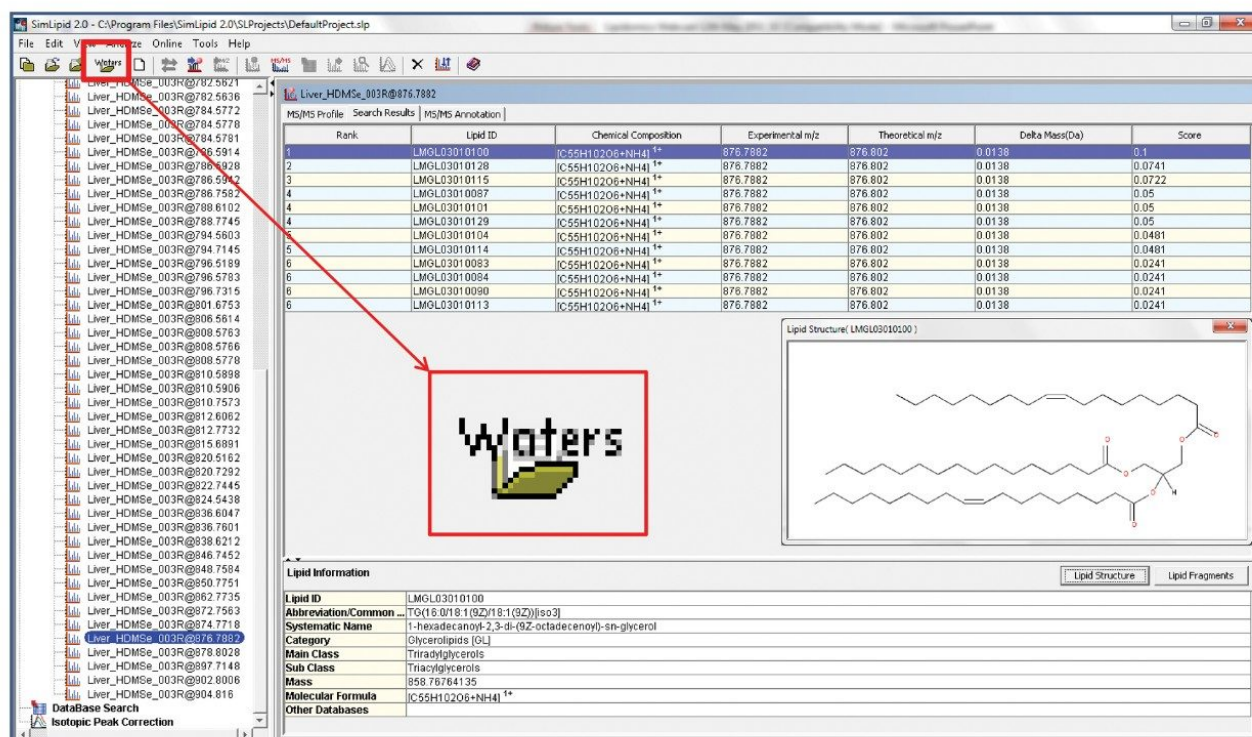 SimLipid 2.0 - C:\Program Files\SimLipid 2.0\SLProjects\DefaultProject.slp
File Edit View Analyze Online Tools Help
Waters
MS/MS
Liver_HDMSe_003R@782.5621
Liver_HDMSe_003R@782.5636
Liver_HDMSe_003R@784.5772
Liver_HDMSe_003R@784.5778
Liver_HDMSe_003R@784.5781
Liver_HDMSe_003R@786.5914
Liver_HDMSe_003R@786.5928
Liver_HDMSe_003R@786.5942
Liver_HDMSe_003R@786.7582
Liver_HDMSe_003R@788.6102
Liver_HDMSe_003R@788.7745
Liver_HDMSe_003R@794.5603
Liver_HDMSe_003R@794.7145
Liver_HDMSe_003R@796.5189
Liver_HDMSe_003R@796.5783
Liver_HDMSe_003R@796.7315
Liver_HDMSe_003R@801.6753
Liver_HDMSe_003R@806.5614
Liver_HDMSe_003R@808.5763
Liver_HDMSe_003R@808.5766
Liver_HDMSe_003R@808.5778
Liver_HDMSe_003R@810.5898
Liver_HDMSe_003R@810.5906
Liver_HDMSe_003R@810.7573
Liver_HDMSe_003R@812.6062
Liver_HDMSe_003R@812.7732
Liver_HDMSe_003R@815.6891
Liver_HDMSe_003R@820.5162
Liver_HDMSe_003R@820.7292
Liver_HDMSe_003R@822.7445
Liver_HDMSe_003R@824.5438
Liver_HDMSe_003R@836.6047
Liver_HDMSe_003R@836.7601
Liver_HDMSe_003R@838.6212
Liver_HDMSe_003R@846.7452
Liver_HDMSe_003R@848.7584
Liver_HDMSe_003R@850.7751
Liver_HDMSe_003R@862.7735
Liver_HDMSe_003R@872.7563
Liver_HDMSe_003R@874.7718
Liver_HDMSe_003R@876.7882
Liver_HDMSe_003R@878.8028
Liver_HDMSe_003R@897.7148
Liver_HDMSe_003R@902.8006
Liver_HDMSe_003R@904.816
DataBase Search
Isotopic Peak Correction
Liver_HDMSe_003R@876.7882
MS/MS Profile Search Results MS/MS Annotation
Rank Lipid ID Chemical Composition Experimental m/z Theoretical m/z Delta Mass(Da) Score
1 LMGL03010100 [C55H102O6+NH4] 1+ 876.7882 876.802 0.0138 0.1
2 LMGL03010128 [C55H102O6+NH4] 1+ 876.7882 876.802 0.0138 0.0741
3 LMGL03010115 [C55H102O6+NH4] 1+ 876.7882 876.802 0.0138 0.0722
4 LMGL03010087 [C55H102O6+NH4] 1+ 876.7882 876.802 0.0138 0.05
4 LMGL03010101 [C55H102O6+NH4] 1+ 876.7882 876.802 0.0138 0.05
4 LMGL03010129 [C55H102O6+NH4] 1+ 876.7882 876.802 0.0138 0.05
5 LMGL03010104 [C55H102O6+NH4] 1+ 876.7882 876.802 0.0138 0.0481
5 LMGL03010114 [C55H102O6+NH4] 1+ 876.7882 876.802 0.0138 0.0481
6 LMGL03010083 [C55H102O6+NH4] 1+ 876.7882 876.802 0.0138 0.0241
6 LMGL03010084 [C55H102O6+NH4] 1+ 876.7882 876.802 0.0138 0.0241
6 LMGL03010090 [C55H102O6+NH4] 1+ 876.7882 876.802 0.0138 0.0241
6 LMGL03010113 [C55H102O6+NH4] 1+ 876.7882 876.802 0.0138 0.0241
Waters
Lipid Structure( LMGL03010100 )
O
O
O
O
H
O
O
Lipid Information
Lipid Structure Lipid Fragments
Lipid ID LMGL03010100
Abbreviation/Common ... TG(16:0/18:1(9Z)/18:1(9Z))[iso3]
Systematic Name 1-hexadecanoyl-2,3-di-(9Z-octadecenoyl)-sn-glycerol
Category Glycerolipids [GL]
Main Class Triradylglycerols
Sub Class Triacylglycerols
Mass 858.76764135
Molecular Formula [C55H102O6+NH4] 1+
Other Databases